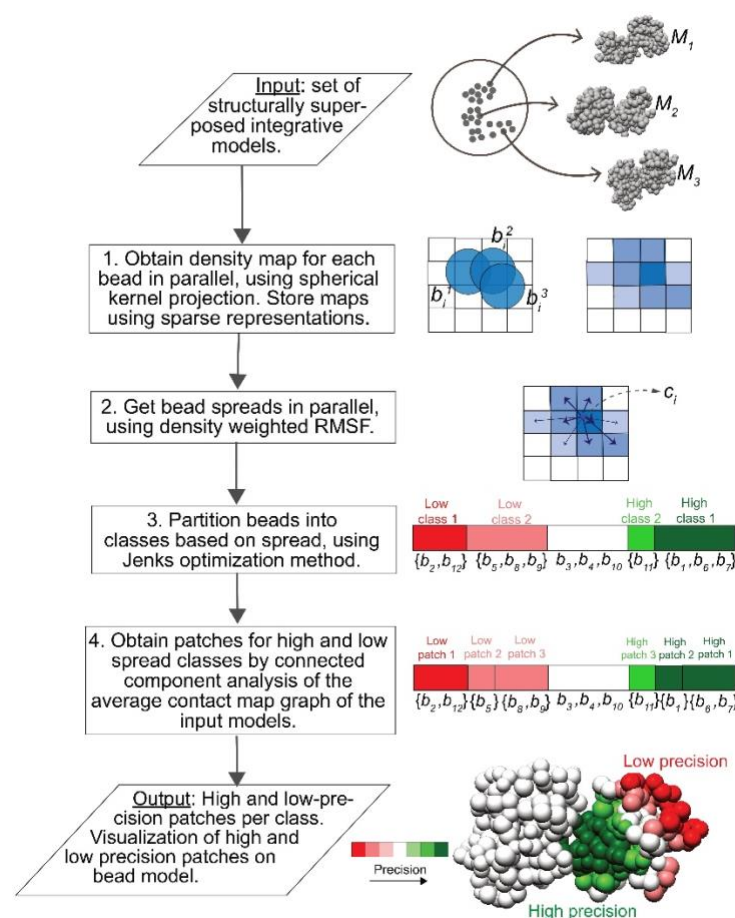 Input: set of
structurally super-
posed integrative
models.
M1
M2
M3
1. Obtain density map for each
bead in parallel, using spherical
kernel projection. Store maps
using sparse representations.
b_i^2
b_i^1
b_i^3
2. Get bead spreads in parallel,
using density weighted RMSF.
c_i
3. Partition beads into
classes based on spread, using
Jenks optimization method.
Low
class 1
Low
class 2
High
class 2
High
class 1
{b2,b12} {b5,b8,b9} b3,b4,b10 {b11} {b1,b6,b7}
4. Obtain patches for high and low
spread classes by connected
component analysis of the
average contact map graph of the
input models.
Low
patch 1
Low
patch 2
Low
patch 3
High
patch 3
High
patch 2
High
patch 1
{b2,b12} {b5} {b8,b9} b3,b4,b10 {b11} {b1} {b6,b7}
Output: High and low-pre-
cision patches per class.
Visualization of high and
low precision patches on
bead model.
Precision
Low precision
High precision